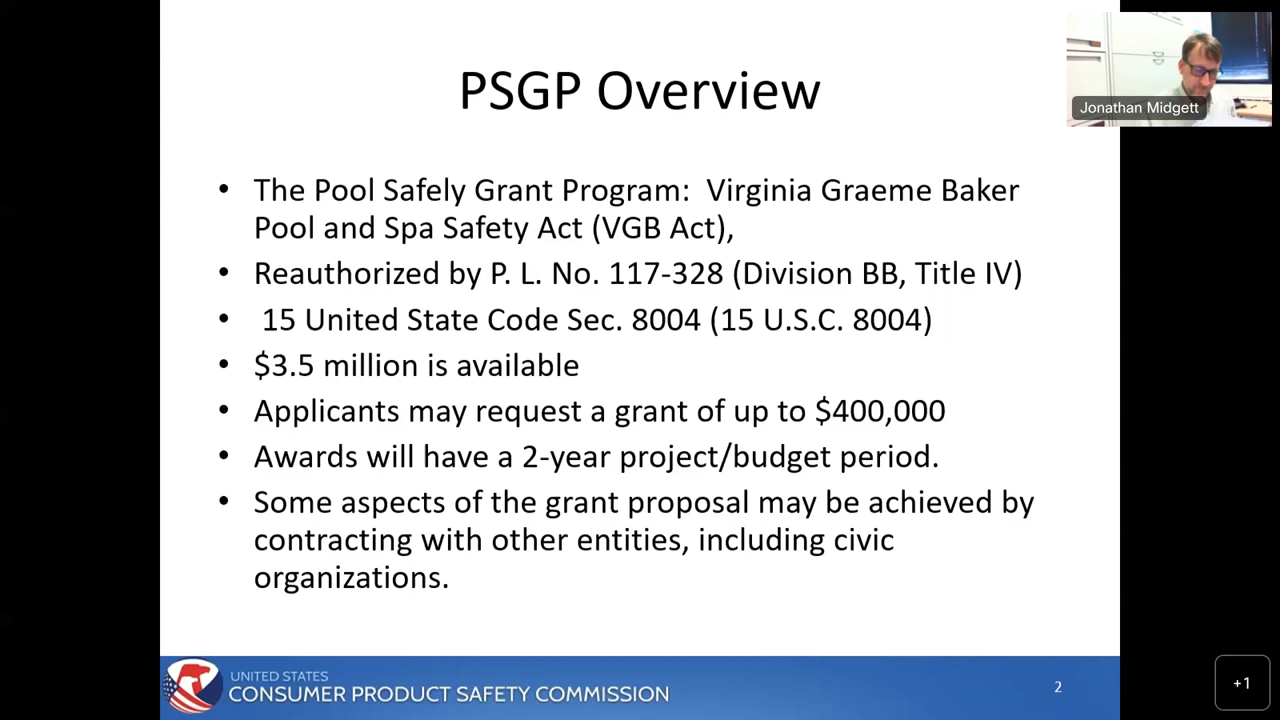 PSGP Overview
Jonathan Midgett
• The Pool Safely Grant Program:  Virginia Graeme Baker
Pool and Spa Safety Act (VGB Act),
• Reauthorized by P. L. No. 117-328 (Division BB, Title IV)
• 15 United State Code Sec. 8004 (15 U.S.C. 8004)
• $3.5 million is available
• Applicants may request a grant of up to $400,000
• Awards will have a 2-year project/budget period.
• Some aspects of the grant proposal may be achieved by
contracting with other entities, including civic
organizations.
UNITED STATES
CONSUMER PRODUCT SAFETY COMMISSION
2
+1